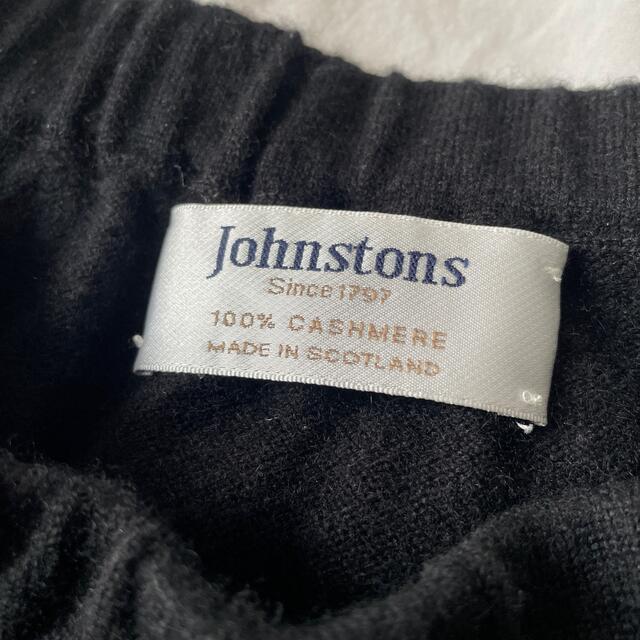 Johnstons
Since 1797
100% CASHMERE
MADE IN SCOTLAND